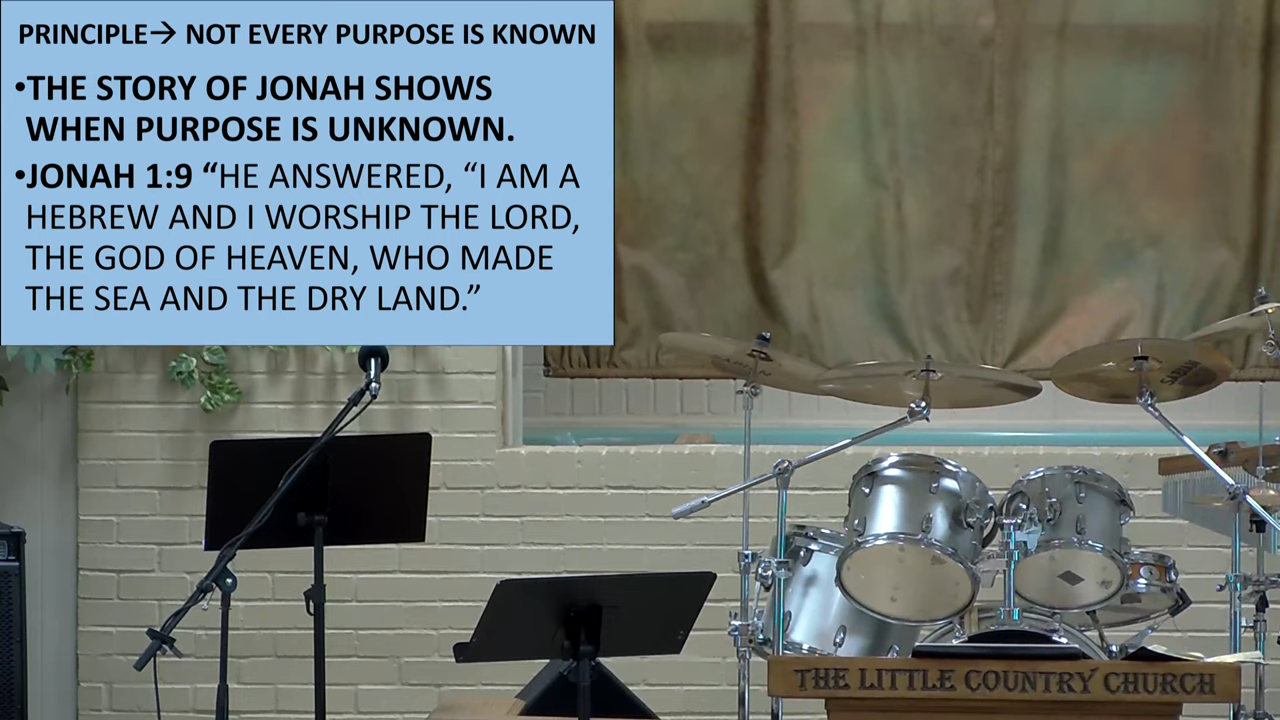 PRINCIPLE→ NOT EVERY PURPOSE IS KNOWN
•THE STORY OF JONAH SHOWS
WHEN PURPOSE IS UNKNOWN.
•JONAH 1:9 “HE ANSWERED, “I AM A
HEBREW AND I WORSHIP THE LORD,
THE GOD OF HEAVEN, WHO MADE
THE SEA AND THE DRY LAND.”
SABIAN
THE LITTLE COUNTRY CHURCH